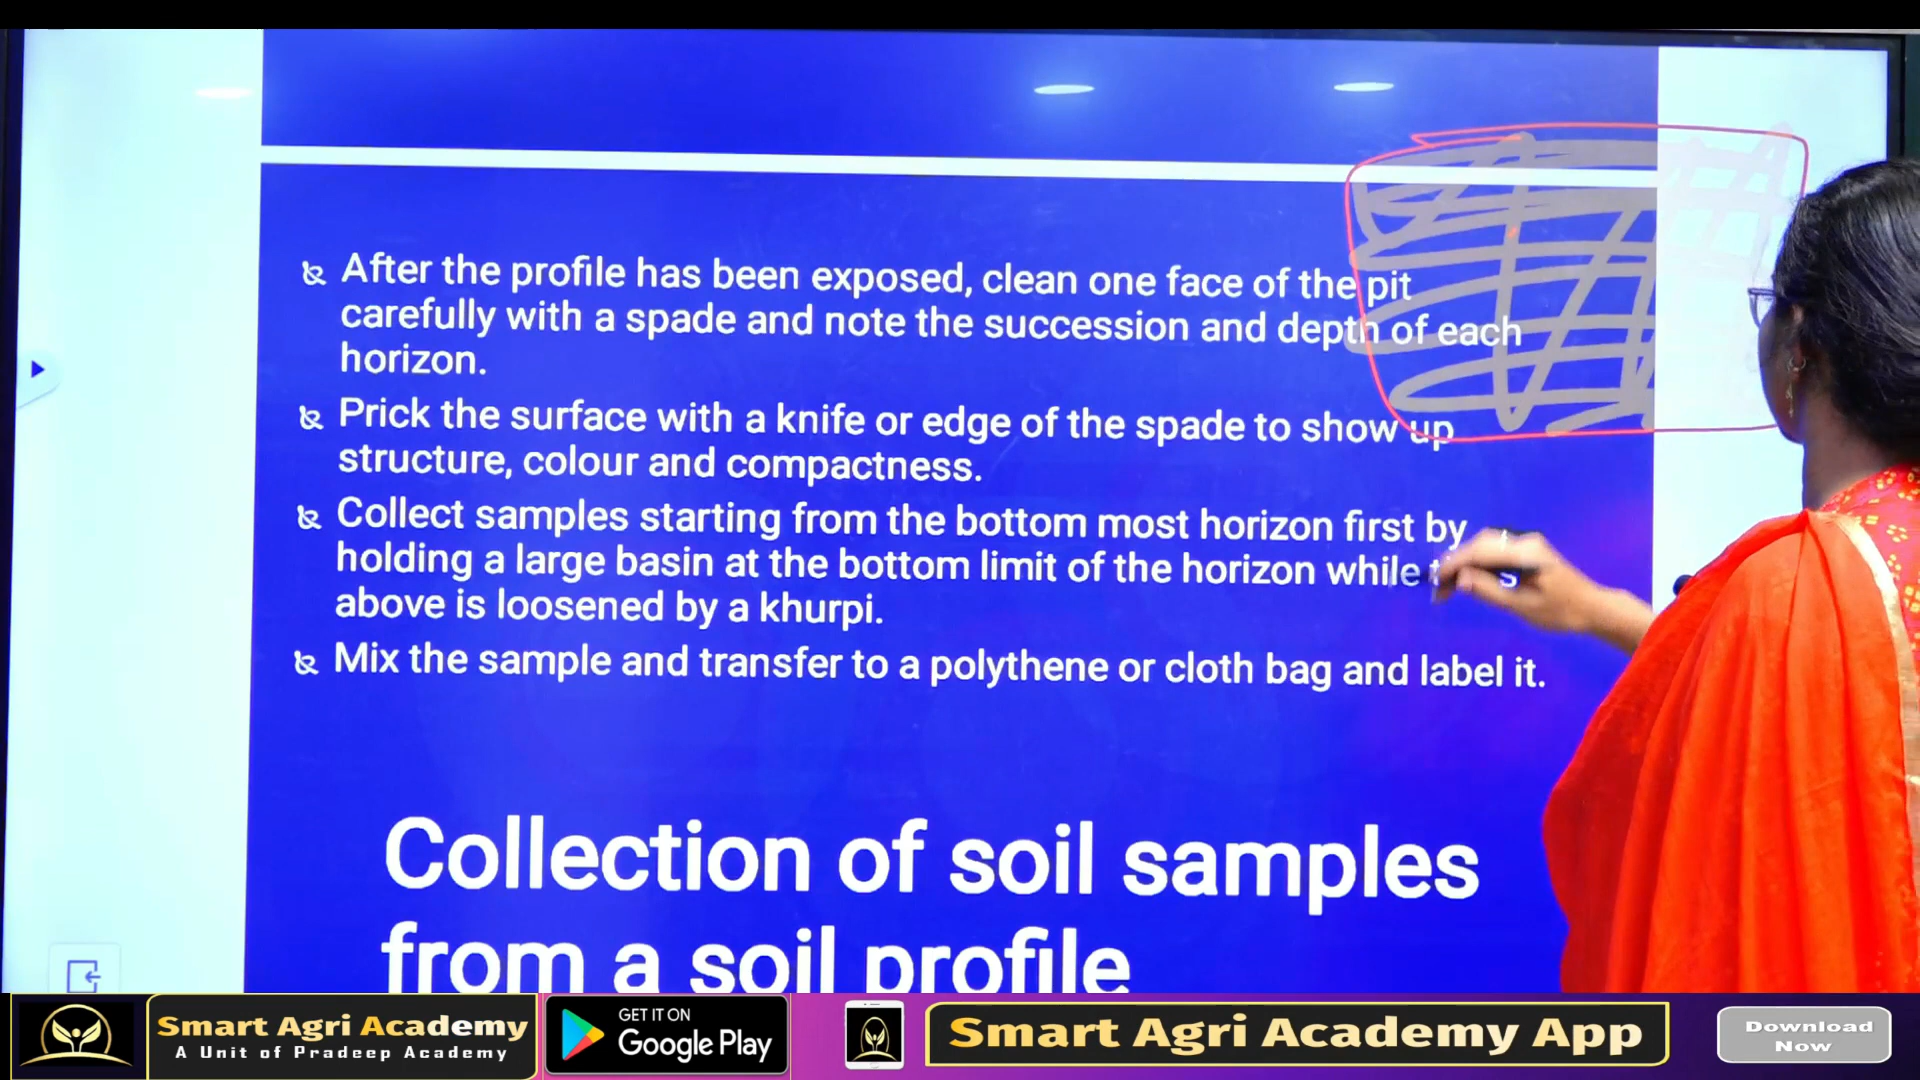 After the profile has been exposed, clean one face of the pit
carefully with a spade and note the succession and depth of each
horizon.
Prick the surface with a knife or edge of the spade to show up
structure, colour and compactness.
Collect samples starting from the bottom most horizon first by
holding a large basin at the bottom limit of the horizon while
above is loosened by a khurpi.
Mix the sample and transfer to a polythene or cloth bag and label it.
Collection of soil samples
from a soil profile
Smart Agri Academy
A Unit of Pradeep Academy
GET IT ON
Google Play
Smart Agri Academy App
Download
Now